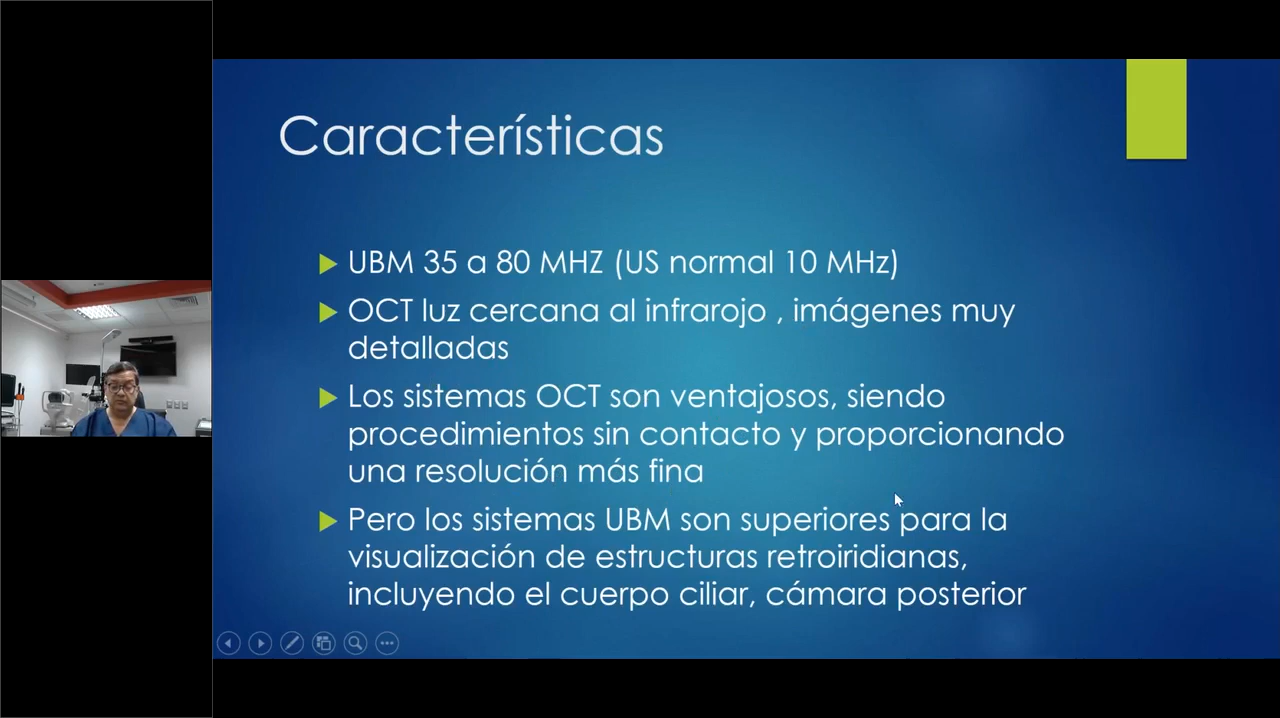 Características
UBM 35 a 80 MHZ (US normal 10 MHz)
OCT luz cercana al infrarojo , imágenes muy
detalladas
Los sistemas OCT son ventajosos, siendo
procedimientos sin contacto y proporcionando
una resolución más fina
Pero los sistemas UBM son superiores para la
visualización de estructuras retroiridianas,
incluyendo el cuerpo ciliar, cámara posterior